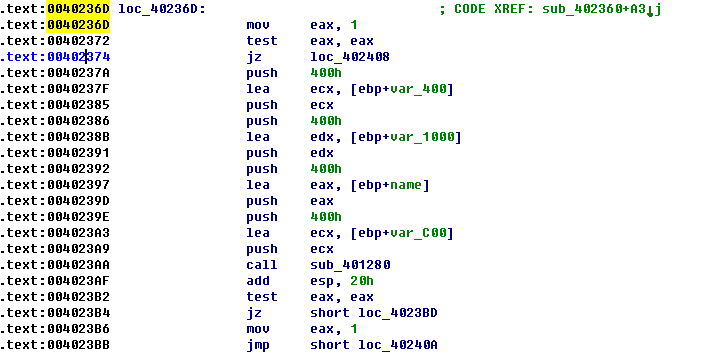 .text:0040236D loc_40236D: ; CODE XREF: sub_402360+A3↓j
.text:0040236D mov eax, 1
.text:00402372 test eax, eax
.text:00402374 jz loc_402408
.text:0040237A push 400h
.text:0040237F lea ecx, [ebp+var_400]
.text:00402385 push ecx
.text:00402386 push 400h
.text:0040238B lea edx, [ebp+var_1000]
.text:00402391 push edx
.text:00402392 push 400h
.text:00402397 lea eax, [ebp+name]
.text:0040239D push eax
.text:0040239E push 400h
.text:004023A3 lea ecx, [ebp+var_C00]
.text:004023A9 push ecx
.text:004023AA call sub_401280
.text:004023AF add esp, 20h
.text:004023B2 test eax, eax
.text:004023B4 jz short loc_4023BD
.text:004023B6 mov eax, 1
.text:004023BB jmp short loc_40240A